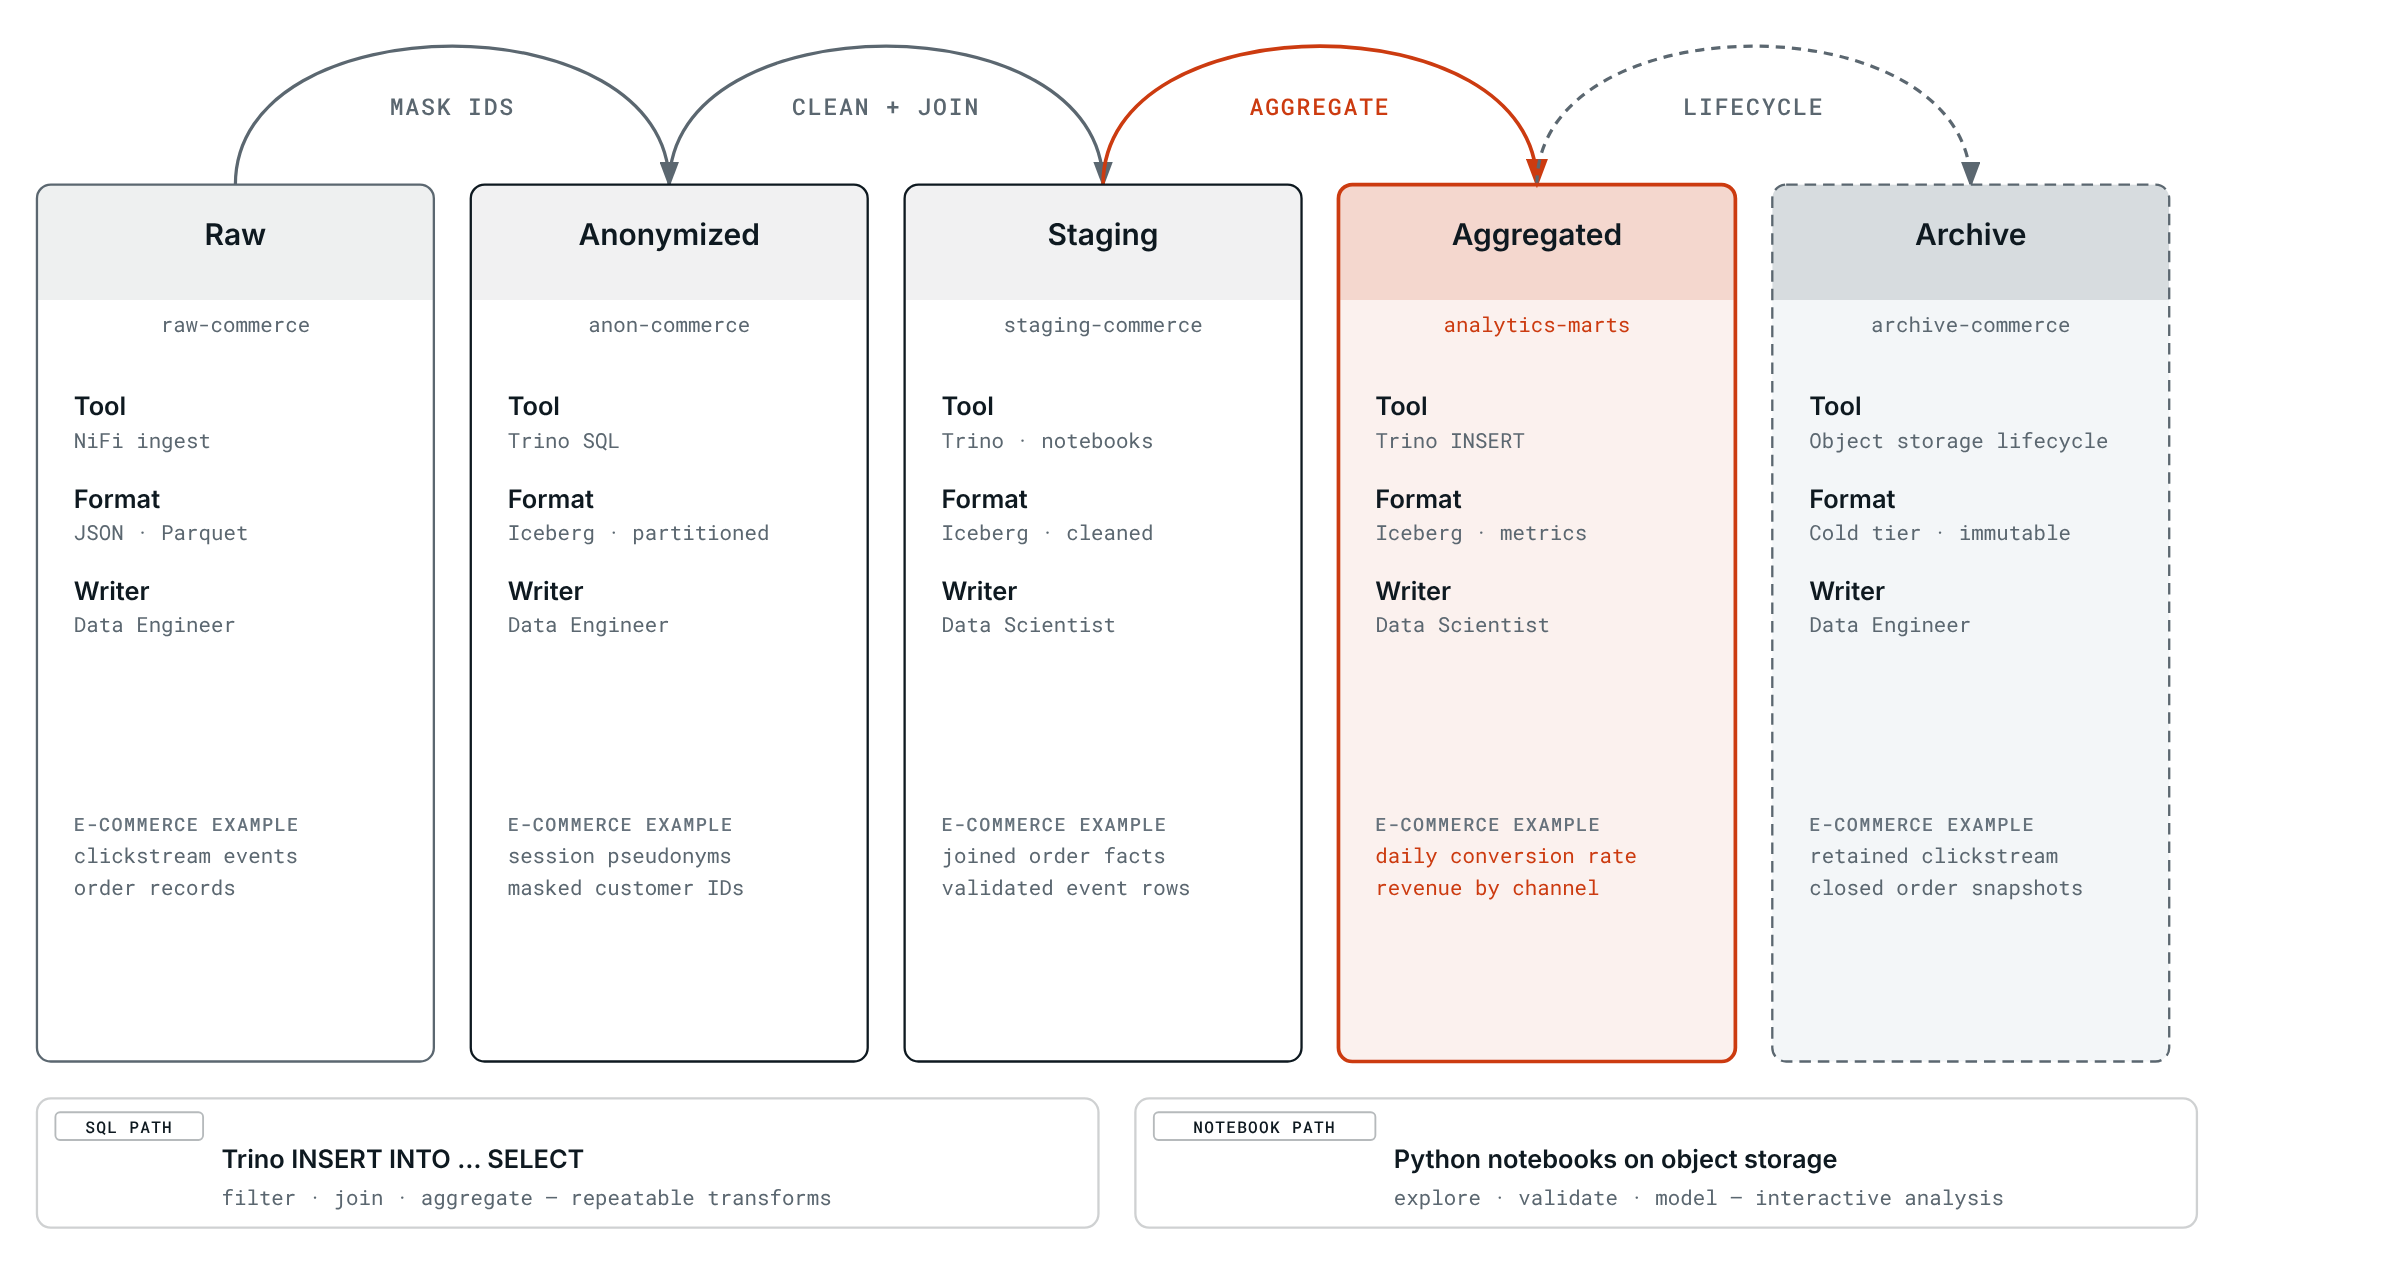 MASK IDS
CLEAN + JOIN
AGGREGATE
LIFECYCLE
Raw
raw-commerce
Tool
NiFi ingest
Format
JSON · Parquet
Writer
Data Engineer
E-COMMERCE EXAMPLE
clickstream events
order records
Anonymized
anon-commerce
Tool
Trino SQL
Format
Iceberg · partitioned
Writer
Data Engineer
E-COMMERCE EXAMPLE
session pseudonyms
masked customer IDs
Staging
staging-commerce
Tool
Trino · notebooks
Format
Iceberg · cleaned
Writer
Data Scientist
E-COMMERCE EXAMPLE
joined order facts
validated event rows
Aggregated
analytics-marts
Tool
Trino INSERT
Format
Iceberg · metrics
Writer
Data Scientist
E-COMMERCE EXAMPLE
daily conversion rate
revenue by channel
Archive
archive-commerce
Tool
Object storage lifecycle
Format
Cold tier · immutable
Writer
Data Engineer
E-COMMERCE EXAMPLE
retained clickstream
closed order snapshots
SQL PATH
Trino INSERT INTO … SELECT
filter · join · aggregate — repeatable transforms
NOTEBOOK PATH
Python notebooks on object storage
explore · validate · model — interactive analysis